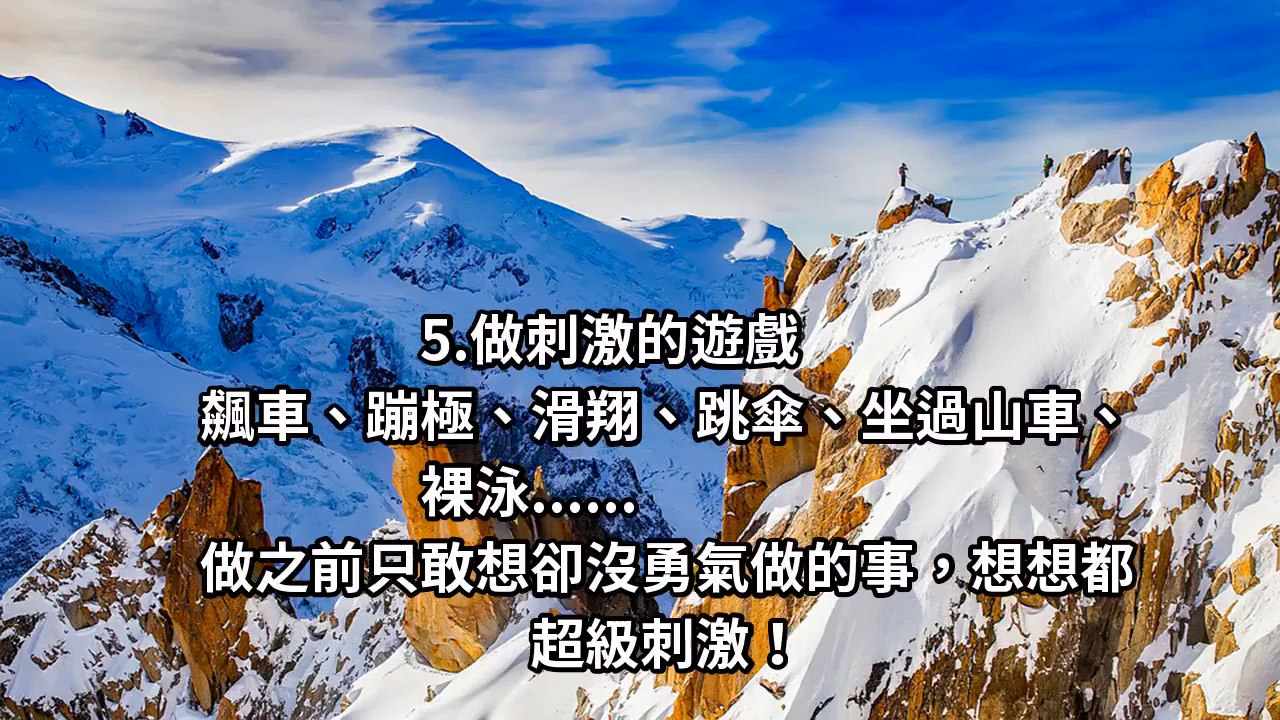 5.做刺激的遊戲
飆車、蹦極、滑翔、跳傘、坐過山車、
裸泳......
做之前只敢想卻沒勇氣做的事，想想都
超級刺激！